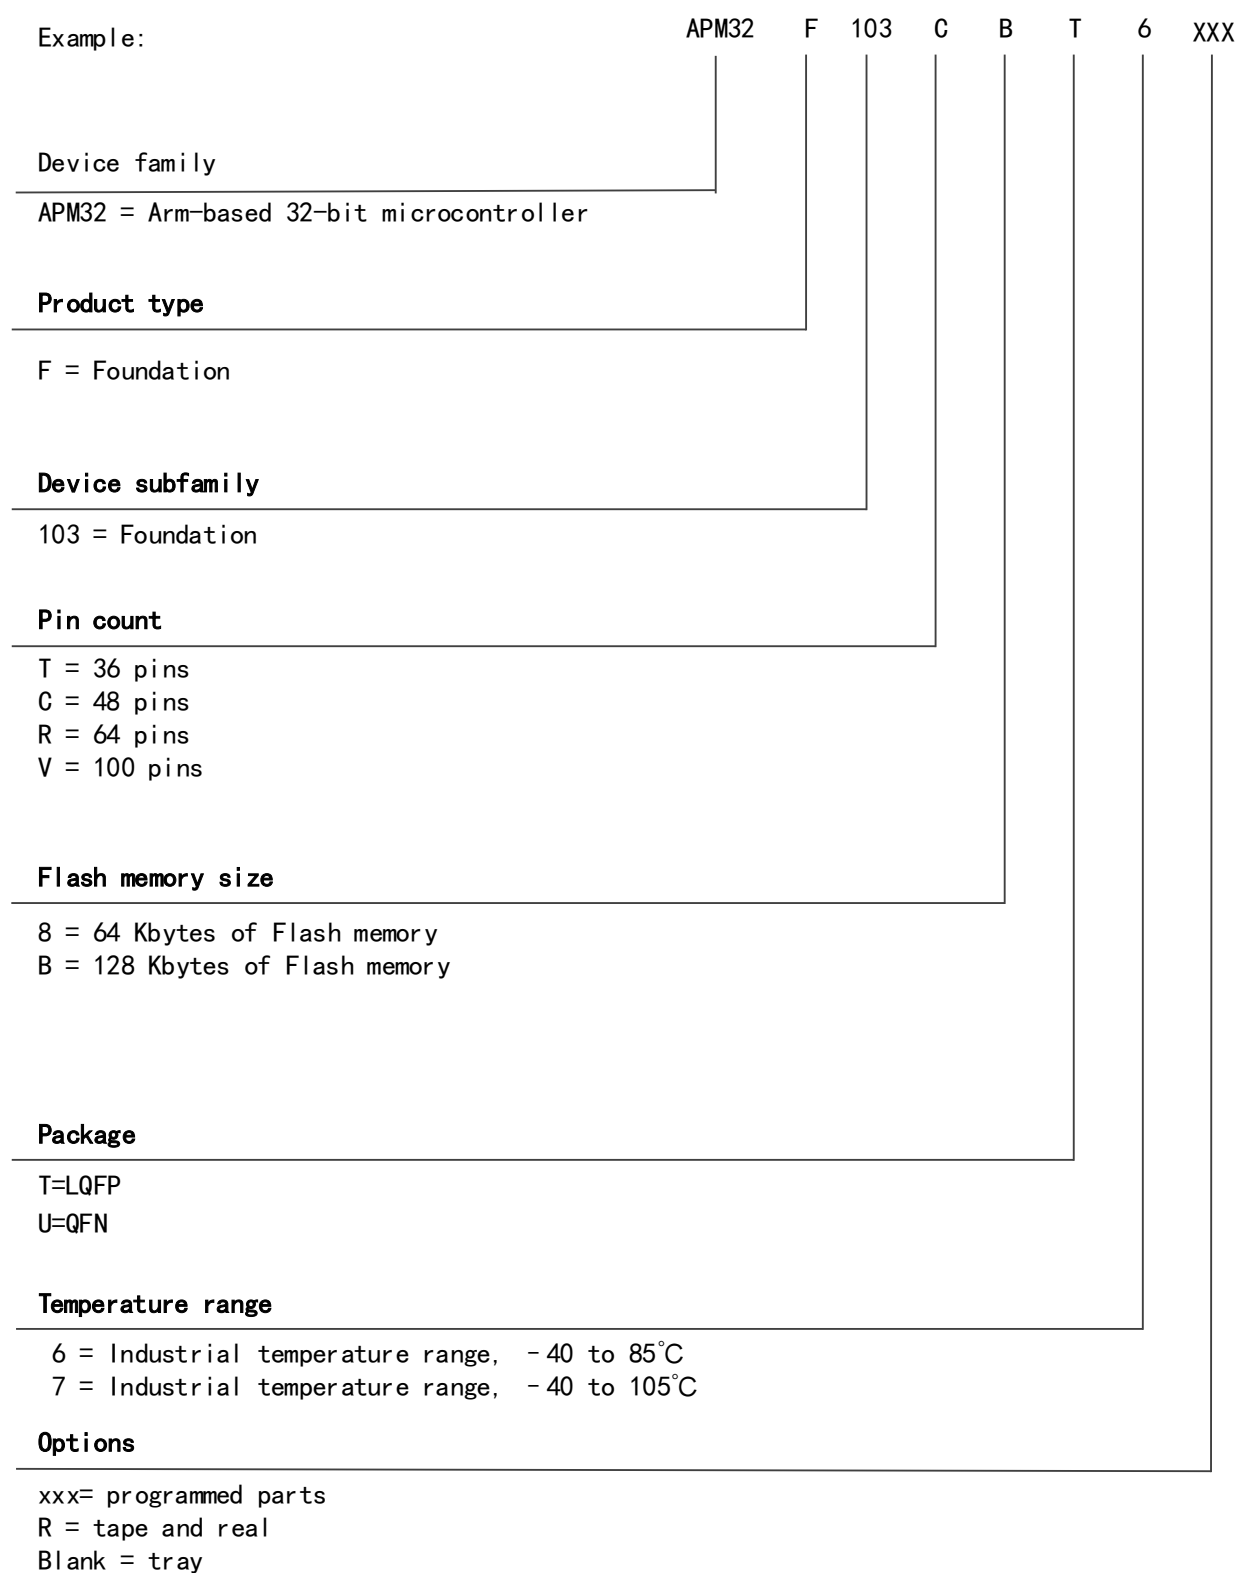 Example: APM32 F 103 C B T 6 XXX
Device family
APM32 = Arm-based 32-bit microcontroller
Product type
F = Foundation
Device subfamily
103 = Foundation
Pin count
T = 36 pins
C = 48 pins
R = 64 pins
V = 100 pins
Flash memory size
8 = 64 Kbytes of Flash memory
B = 128 Kbytes of Flash memory
Package
T=LQFP
U=QFN
Temperature range
6 = Industrial temperature range, -40 to 85℃
7 = Industrial temperature range, -40 to 105℃
Options
xxx= programmed parts
R = tape and real
Blank = tray